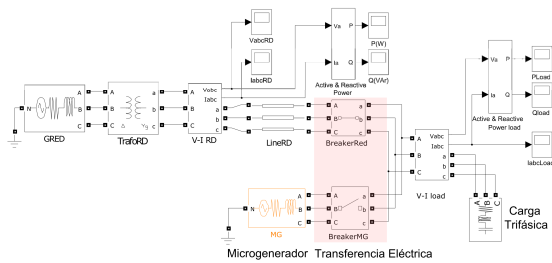 VabcRD
IabcRD
Va
P
Ia
Q
Active & Reactive
Power
P(W)
Q(VAr)
N
A
B
C
GRED
A
B
C
a
b
c
Δ
Yg
TrafoRD
A
B
C
Vabc
Iabc
a
b
c
V-I RD
LineRD
A
B
C
a
b
c
BreakerRed
N
A
B
C
MG
A
B
C
a
b
c
BreakerMG
Microgenerador
Transferencia Eléctrica
A
B
C
Vabc
Iabc
a
b
c
V-I load
Va
P
Ia
Q
Active & Reactive
Power load
PLoad
Qload
IabcLoad
A
B
C
Carga
Trifásica